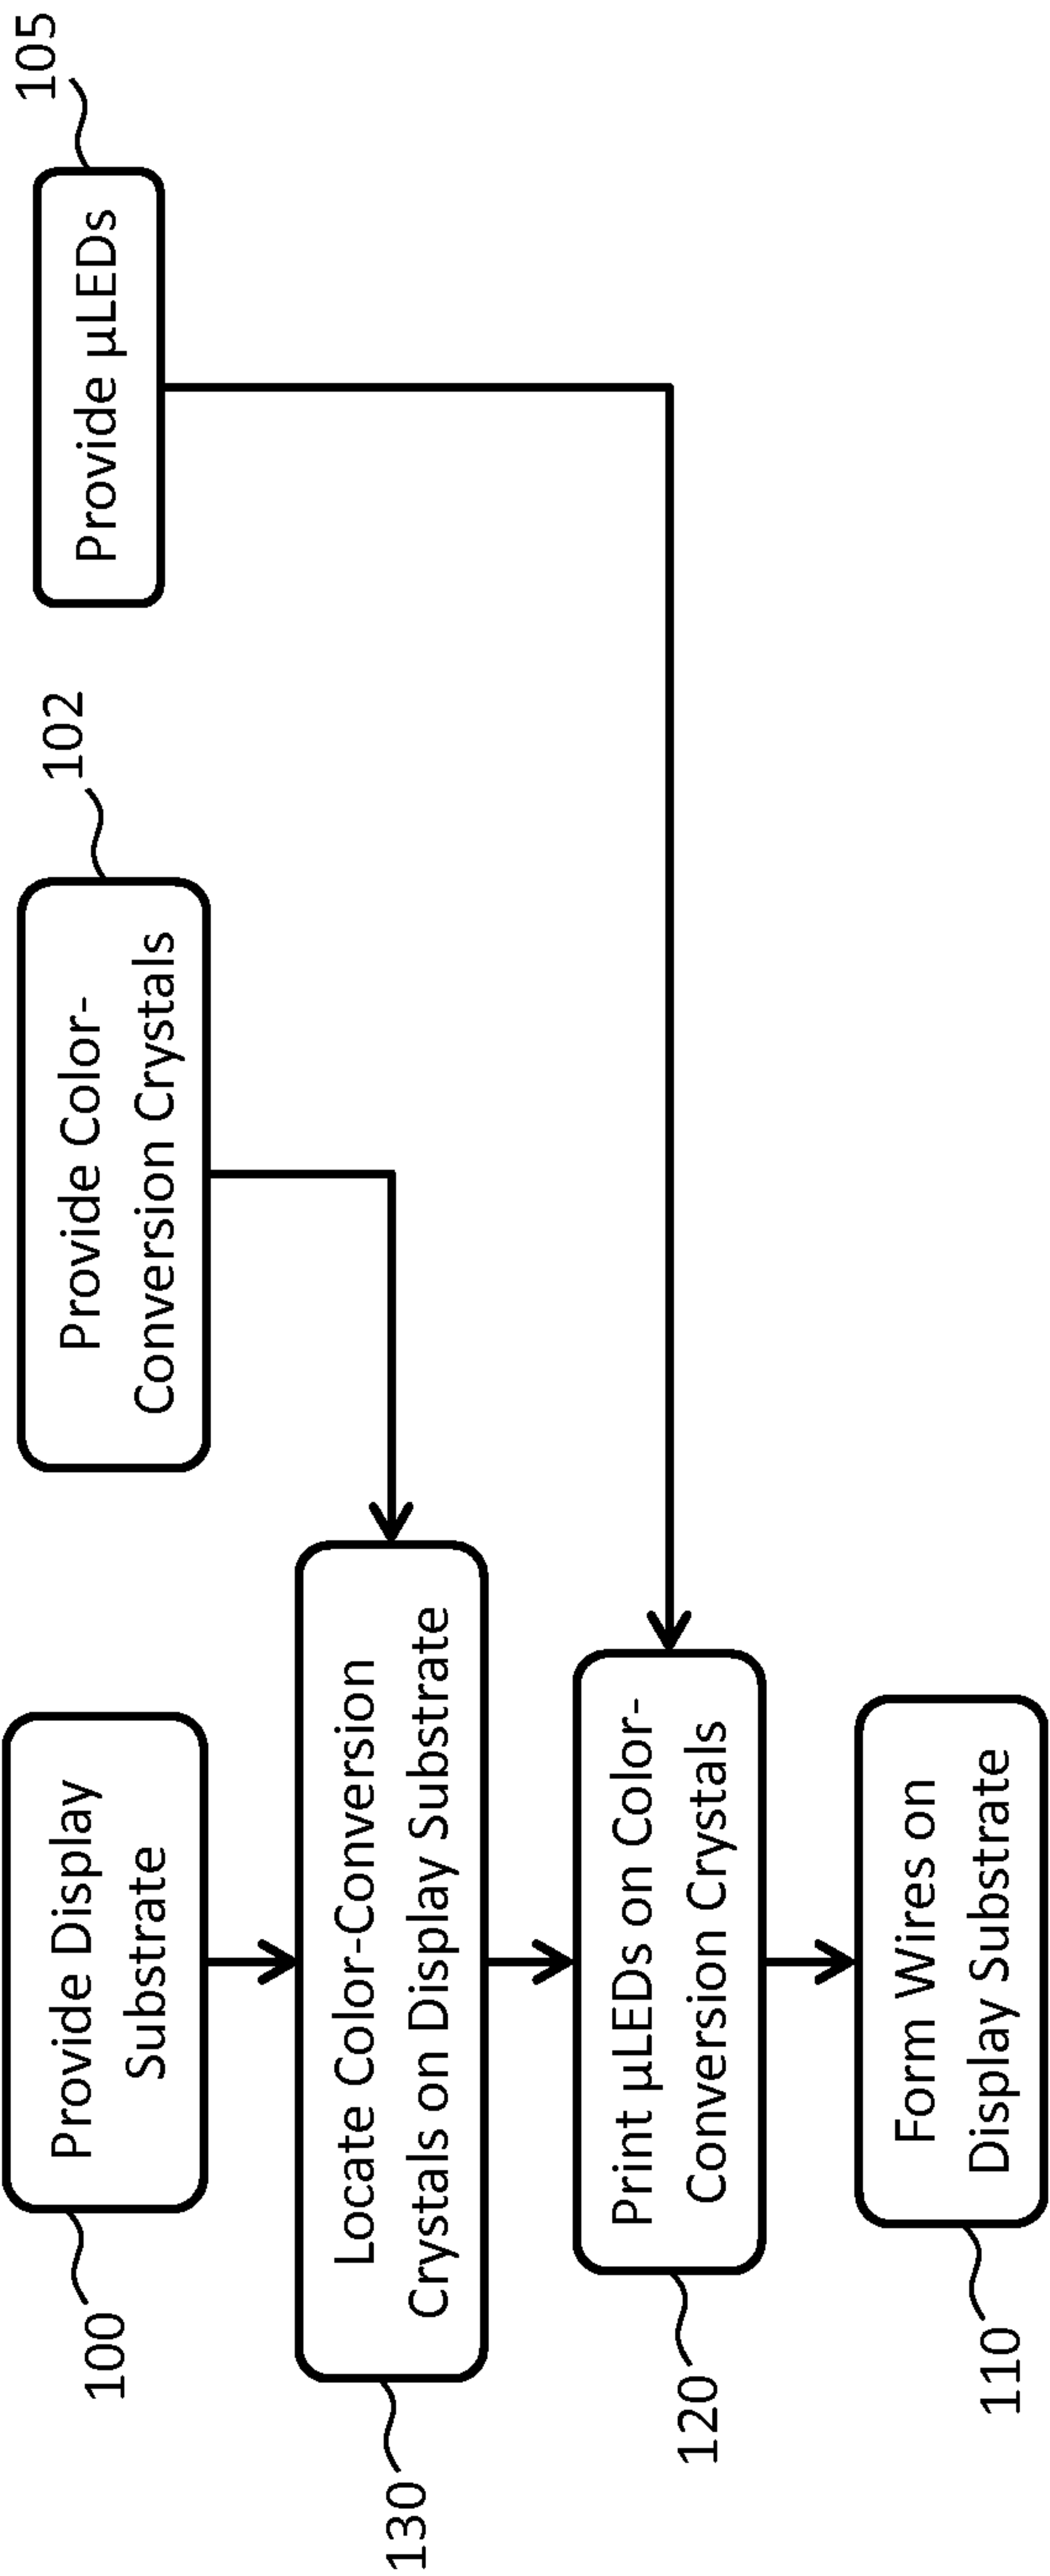 100
Provide Display
Substrate
Provide Color-
Conversion Crystals
102
Provide µLEDs
105
130
Locate Color-Conversion
Crystals on Display Substrate
120
Print µLEDs on Color-
Conversion Crystals
110
Form Wires on
Display Substrate